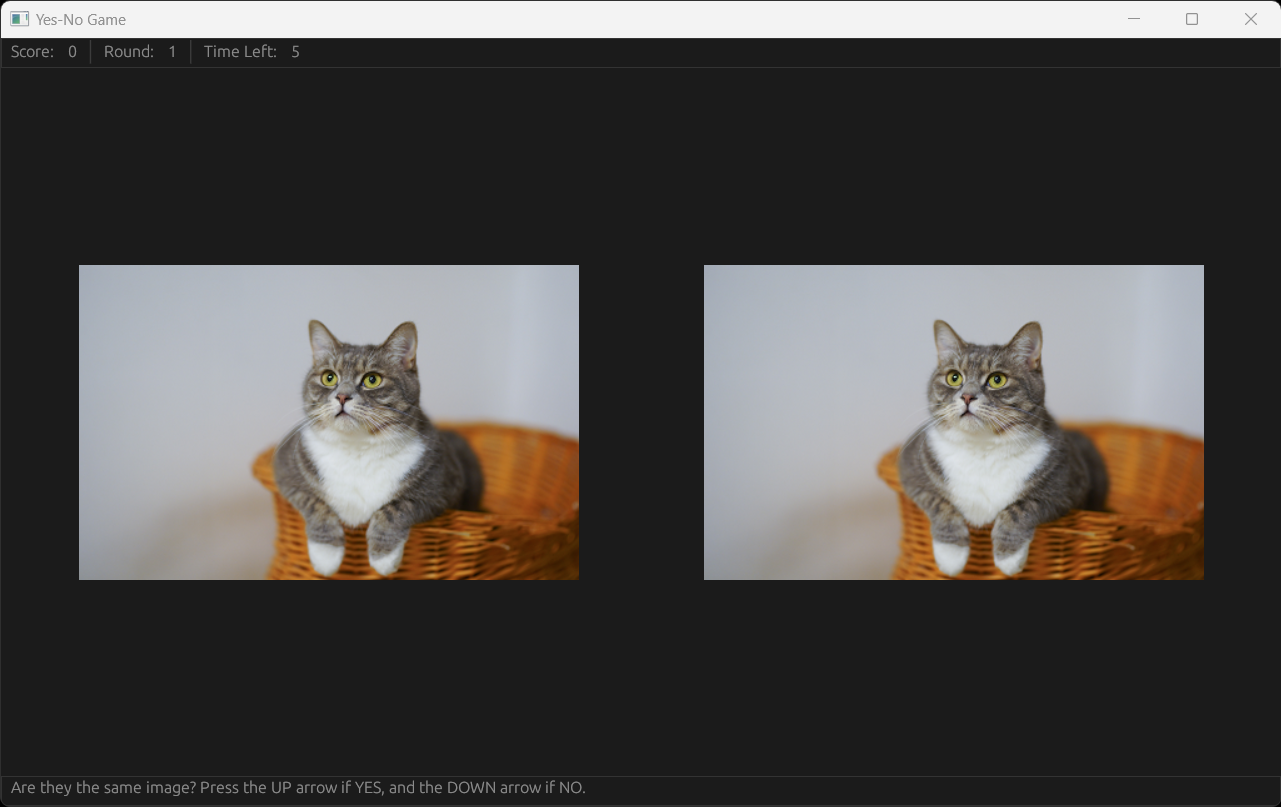 Yes-No Game
Score: 0 Round: 1 Time Left: 5
Are they the same image? Press the UP arrow if YES, and the DOWN arrow if NO.